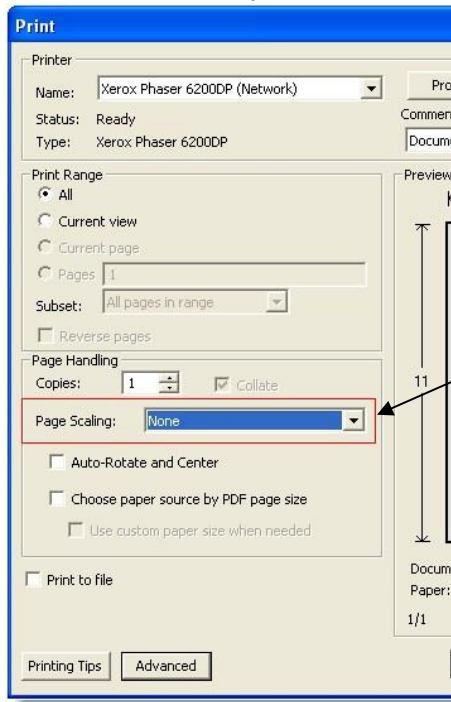 Print
Printer
Name: Xerox Phaser 6200DP (Network)
Status: Ready
Type: Xerox Phaser 6200DP
Pro
Commen
Docum
Print Range
All
Current view
Current page
Pages 1
Subset: All pages in range
Reverse pages
Preview
11
Page Handling
Copies: 1 Collate
Page Scaling: None
Auto-Rotate and Center
Choose paper source by PDF page size
Use custom paper size when needed
Print to file
Docum
Paper:
1/1
Printing Tips Advanced